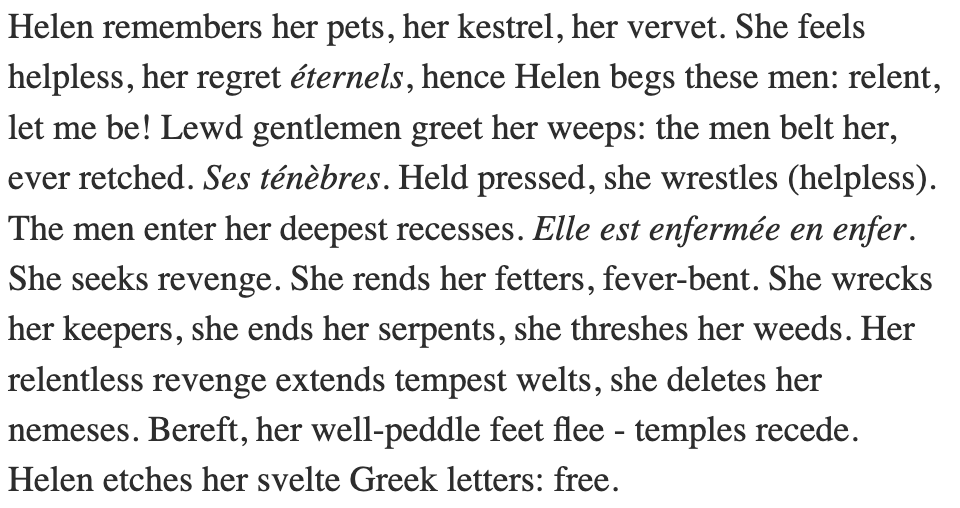 Helen remembers her pets, her kestrel, her vervet. She feels
helpless, her regret éternels, hence Helen begs these men: relent,
let me be! Lewd gentlemen greet her weeps: the men belt her,
ever retched. Ses ténèbres. Held pressed, she wrestles (helpless).
The men enter her deepest recesses. Elle est enfermée en enfer.
She seeks revenge. She rends her fetters, fever-bent. She wrecks
her keepers, she ends her serpents, she threshes her weeds. Her
relentless revenge extends tempest welts, she deletes her
nemeses. Bereft, her well-peddle feet flee - temples recede.
Helen etches her svelte Greek letters: free.